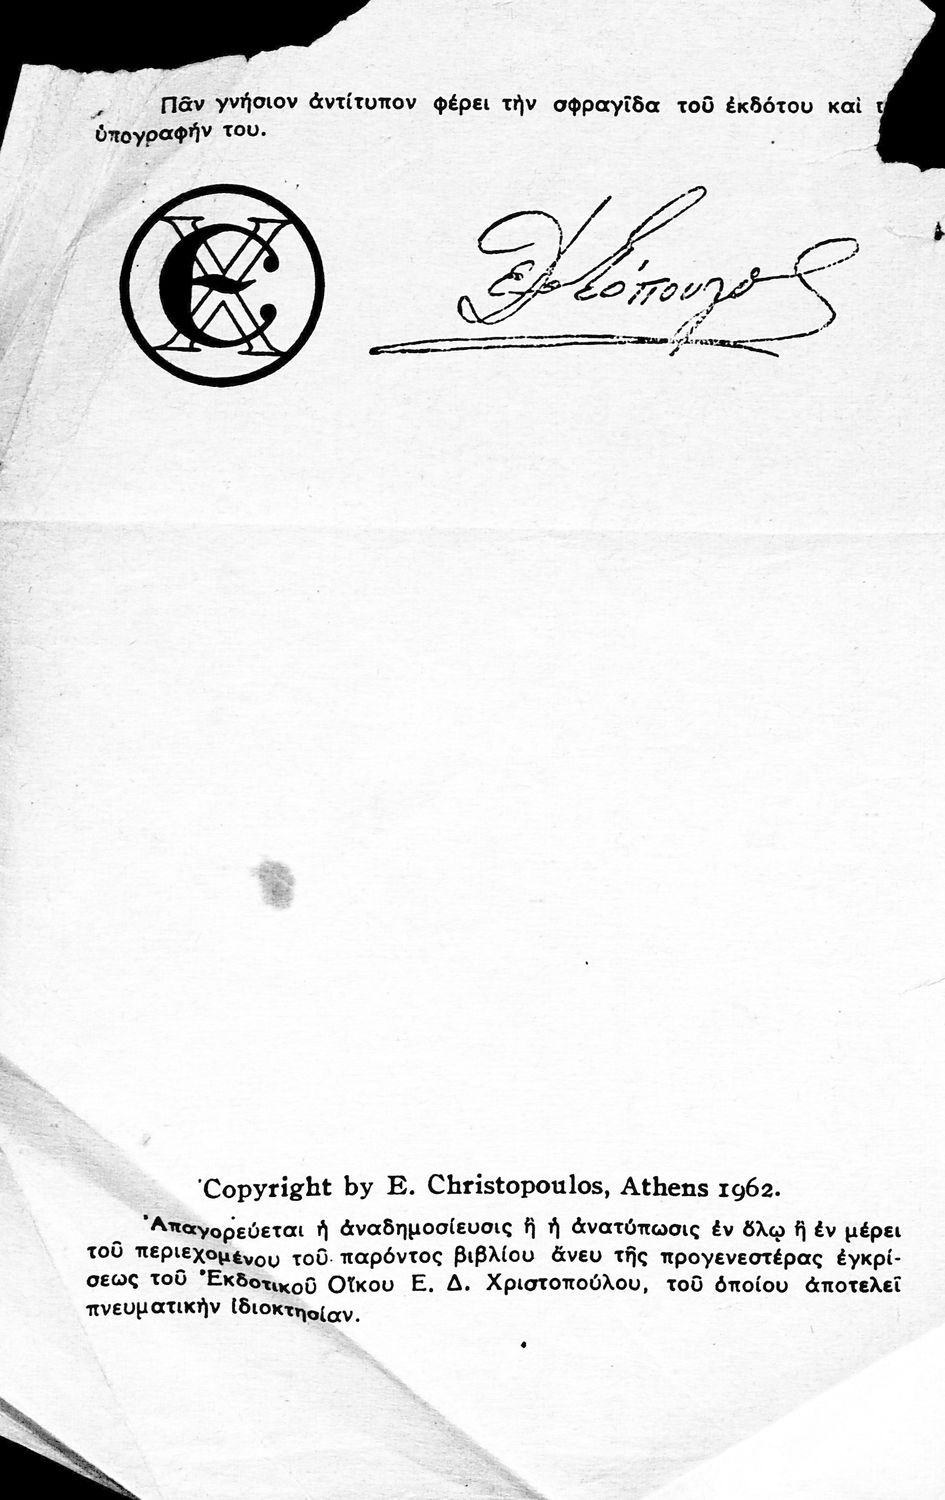 Πᾶν γνήσιον ἀντίτυπον φέρει τὴν σφραγῖδα τοῦ ἐκδότου καὶ
ὑπογραφήν του.
Copyright by E. Christopoulos, Athens 1962.
Ἀπαγορεύεται ἡ ἀναδημοσίευσις ἢ ἡ ἀνατύπωσις ἐν ὅλῳ ἢ ἐν μέρει
τοῦ περιεχομένου τοῦ παρόντος βιβλίου ἄνευ τῆς προγενεστέρας ἐγκρί-
σεως τοῦ Ἐκδοτικοῦ Οἴκου Ε. Δ. Χριστοπούλου, τοῦ ὁποίου ἀποτελεῖ
πνευματικὴν ἰδιοκτησίαν.